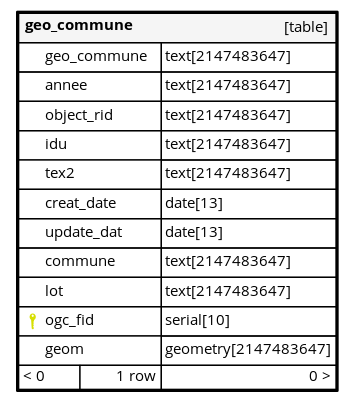 geo_commune [table]
geo_commune text[2147483647]
annee text[2147483647]
object_rid text[2147483647]
idu text[2147483647]
tex2 text[2147483647]
creat_date date[13]
update_dat date[13]
commune text[2147483647]
lot text[2147483647]
ogc_fid serial[10]
geom geometry[2147483647]
< 0 1 row 0 >